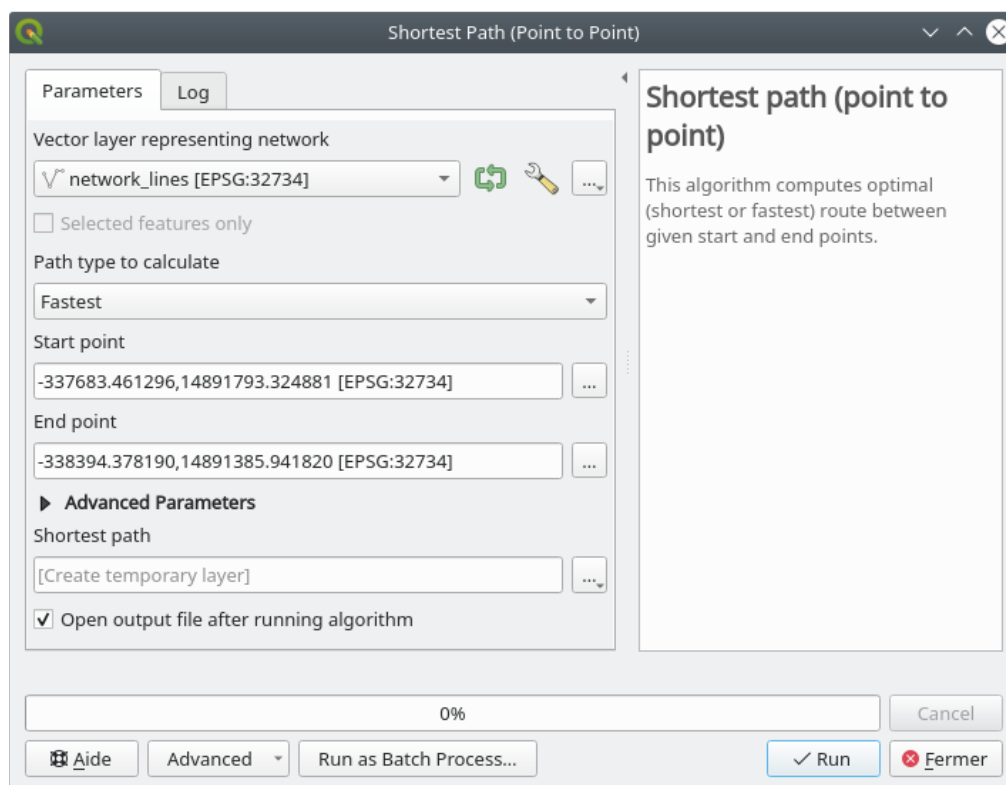 Shortest Path (Point to Point)
Parameters
Log
Vector layer representing network
network_lines [EPSG:32734]
...
Selected features only
Path type to calculate
Fastest
Start point
-337683.461296,14891793.324881 [EPSG:32734]
...
End point
-338394.378190,14891385.941820 [EPSG:32734]
...
Advanced Parameters
Shortest path
[Create temporary layer]
...
Open output file after running algorithm
Shortest path (point to
point)
This algorithm computes optimal
(shortest or fastest) route between
given start and end points.
0%
Cancel
Aide
Advanced
Run as Batch Process...
Run
Fermer